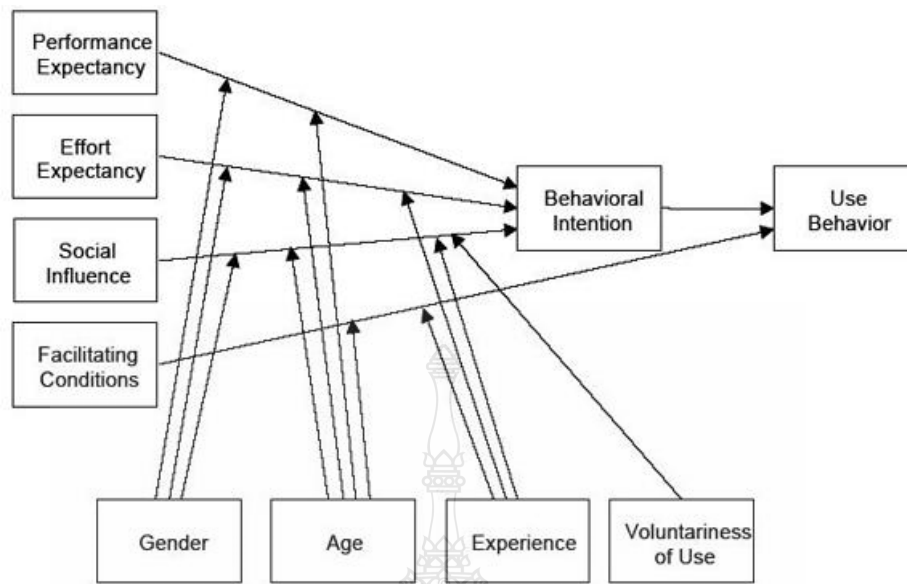 Performance
Expectancy
Effort
Expectancy
Social
Influence
Facilitating
Conditions
Behavioral
Intention
Use
Behavior
Gender
Age
Experience
Voluntariness
of Use